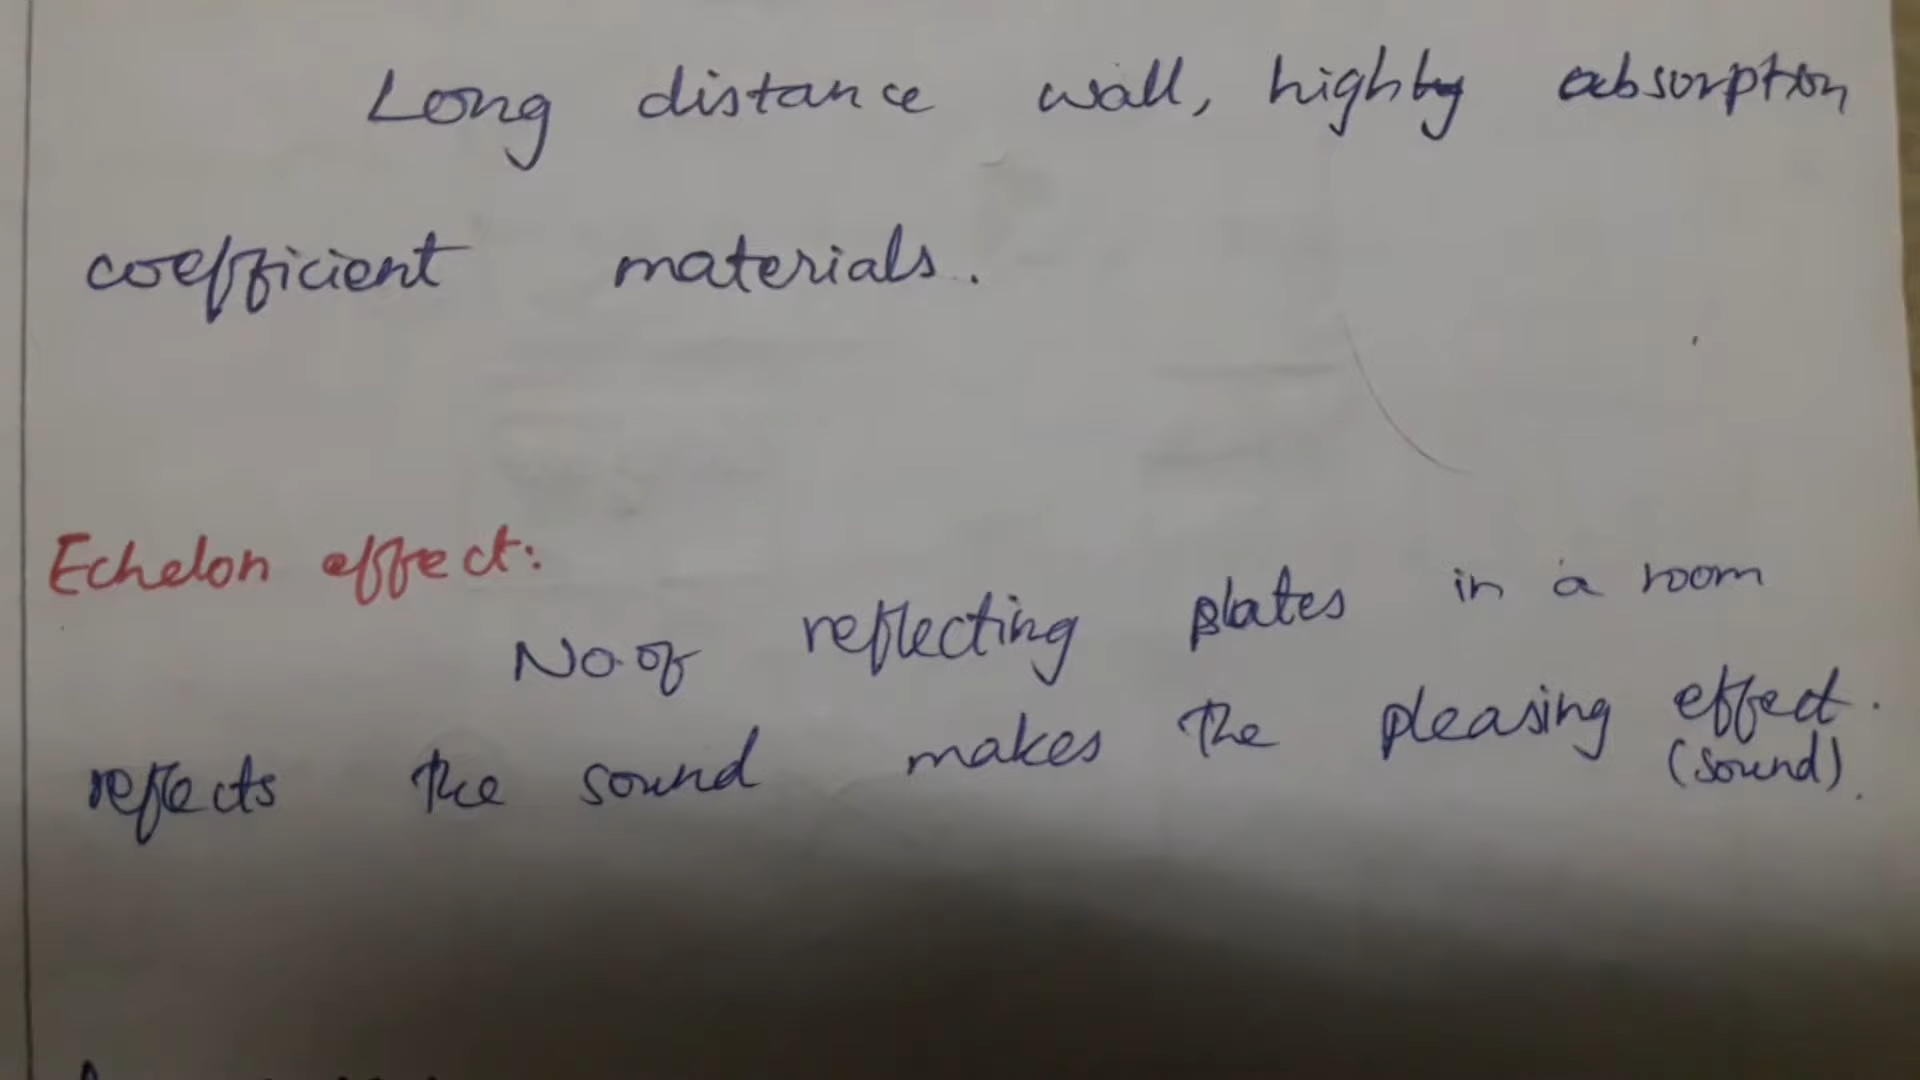 Long distance wall, highly absorption
coefficient materials.
Echelon effect:
No.of reflecting plates in a room
reflects the sound makes the pleasing effect.
(sound).